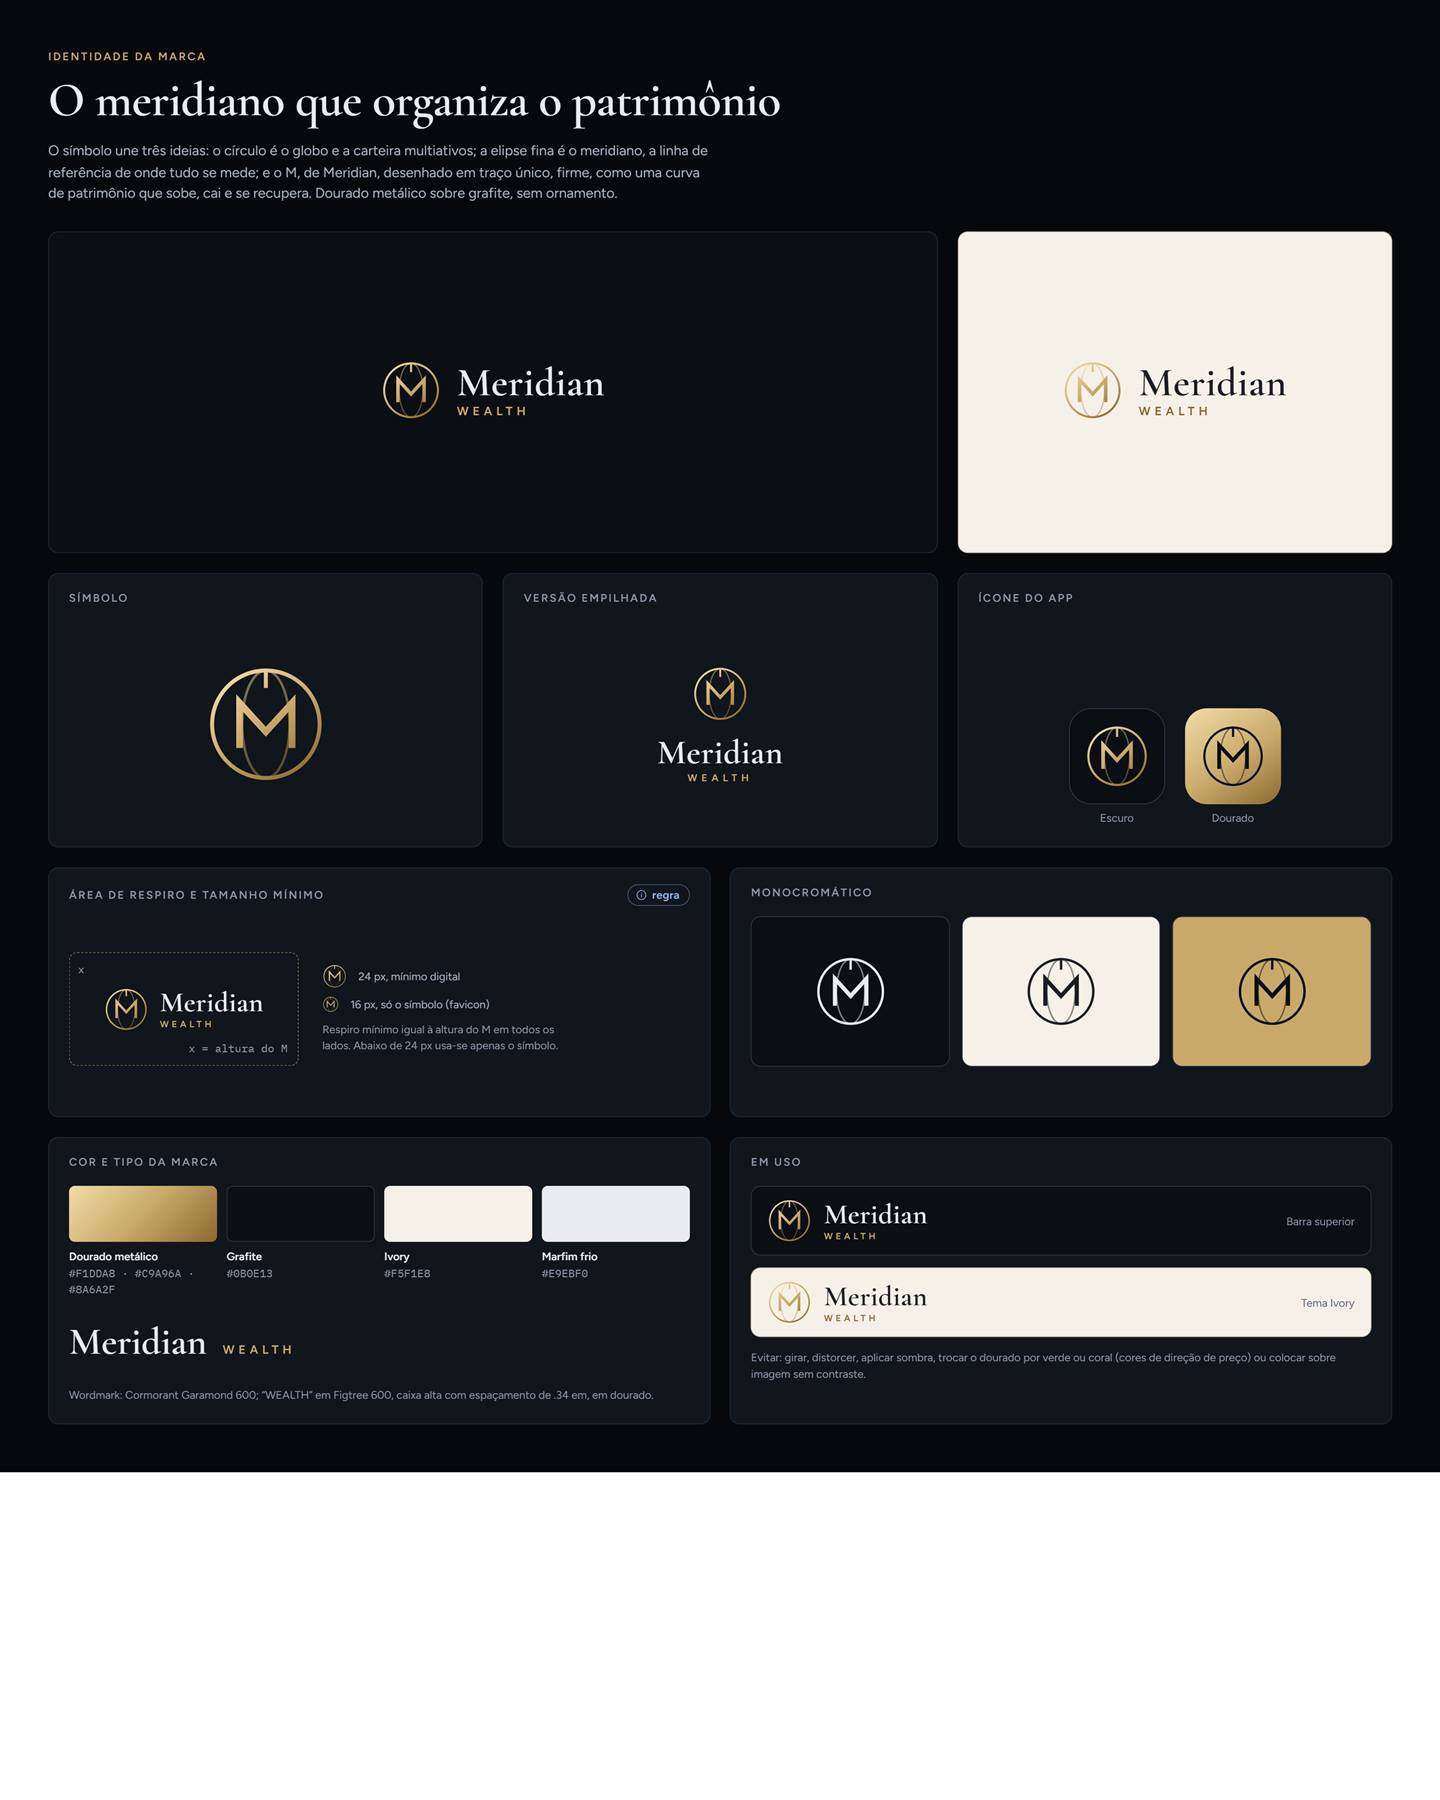 IDENTIDADE DA MARCA
O meridiano que organiza o patrimônio
O símbolo une três ideias: o círculo é o globo e a carteira multiativos; a elipse fina é o meridiano, a linha de
referência de onde tudo se mede; e o M, de Meridian, desenhado em traço único, firme, como uma curva
de patrimônio que sobe, cai e se recupera. Dourado metálico sobre grafite, sem ornamento.
M Meridian
WEALTH
M Meridian
WEALTH
SÍMBOLO
M
VERSÃO EMPILHADA
M
Meridian
WEALTH
ÍCONE DO APP
M
M
Escuro
Dourado
ÁREA DE RESPIRO E TAMANHO MÍNIMO
regra
x
M Meridian
WEALTH
x = altura do M
M 24 px, mínimo digital
M 16 px, só o símbolo (favicon)
Respiro mínimo igual à altura do M em todos os
lados. Abaixo de 24 px usa-se apenas o símbolo.
MONOCROMÁTICO
M
M
M
COR E TIPO DA MARCA
Dourado metálico
#F1DDA8 · #C9A96A ·
#8A6A2F
Grafite
#0B0E13
Ivory
#F5F1E8
Marfim frio
#E9EBF0
Meridian WEALTH
Wordmark: Cormorant Garamond 600; “WEALTH” em Figtree 600, caixa alta com espaçamento de .34 em, em dourado.
EM USO
M Meridian
WEALTH
Barra superior
M Meridian
WEALTH
Tema Ivory
Evitar: girar, distorcer, aplicar sombra, trocar o dourado por verde ou coral (cores de direção de preço) ou colocar sobre
imagem sem contraste.